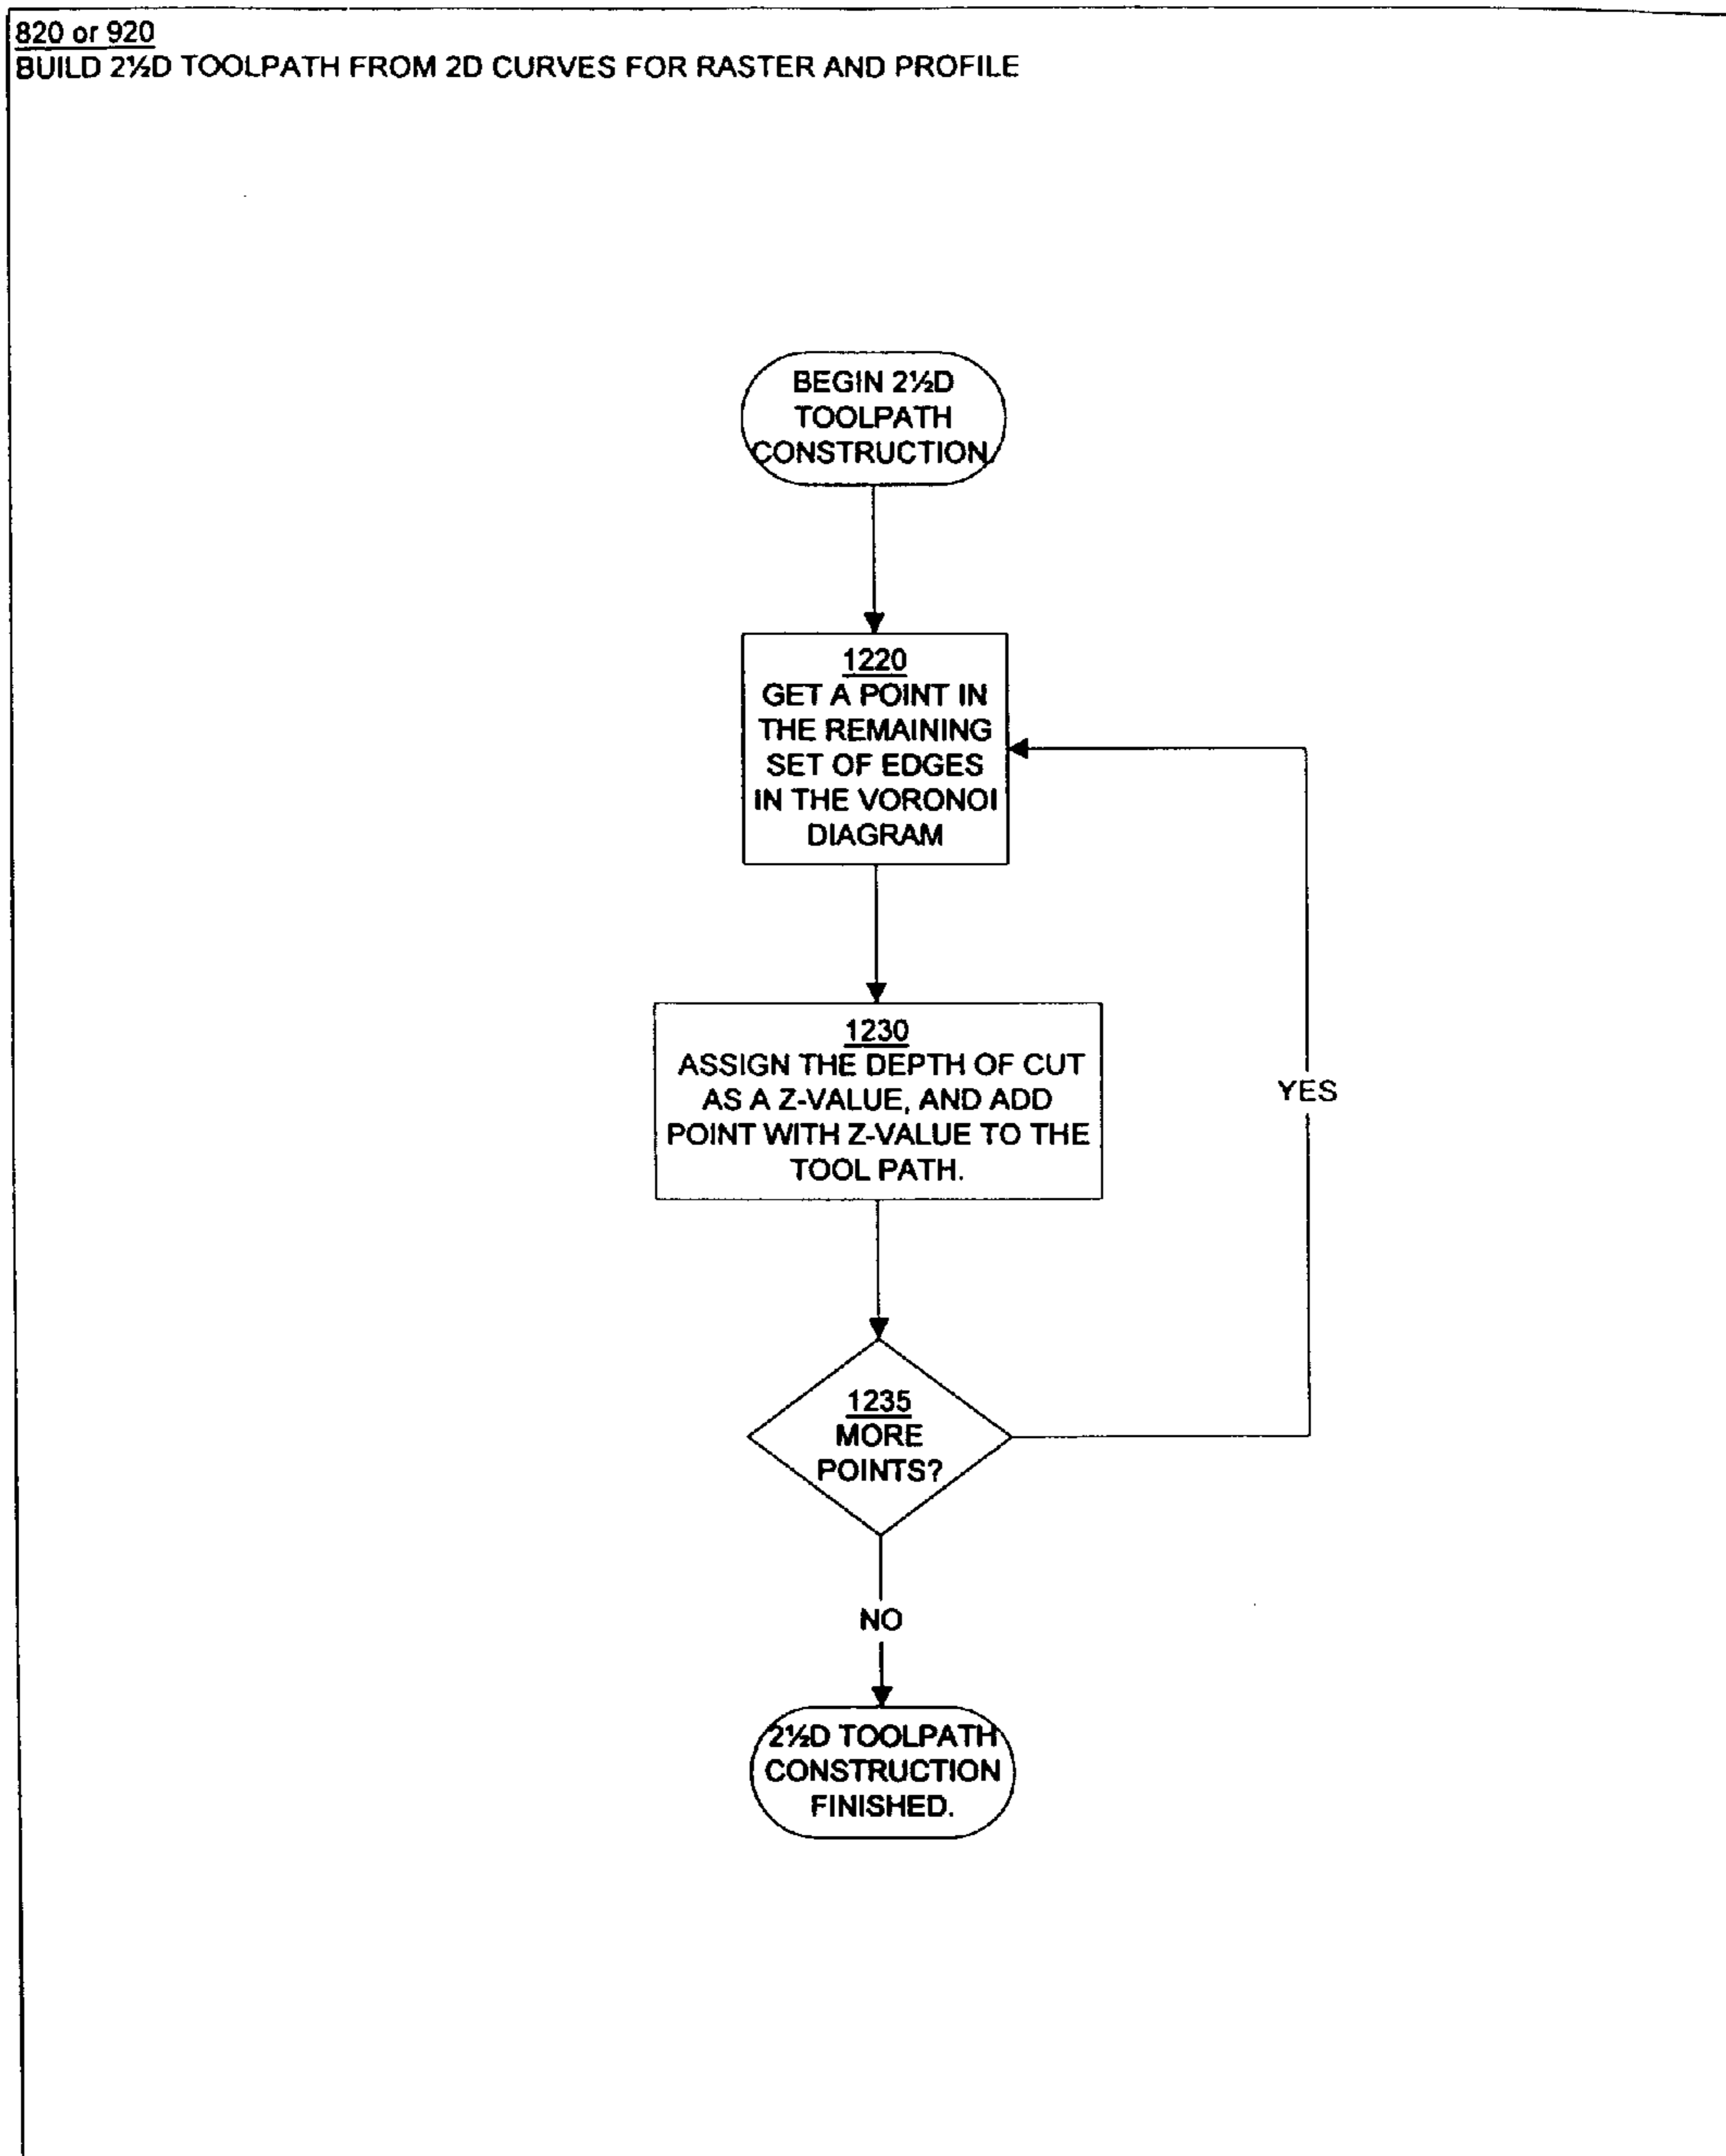 820 or 920
BUILD 2½D TOOLPATH FROM 2D CURVES FOR RASTER AND PROFILE
BEGIN 2½D
TOOLPATH
CONSTRUCTION.
1220
GET A POINT IN
THE REMAINING
SET OF EDGES
IN THE VORONOI
DIAGRAM
1230
ASSIGN THE DEPTH OF CUT
AS A Z-VALUE, AND ADD
POINT WITH Z-VALUE TO THE
TOOL PATH.
YES
1235
MORE
POINTS?
NO
2½D TOOLPATH
CONSTRUCTION
FINISHED.